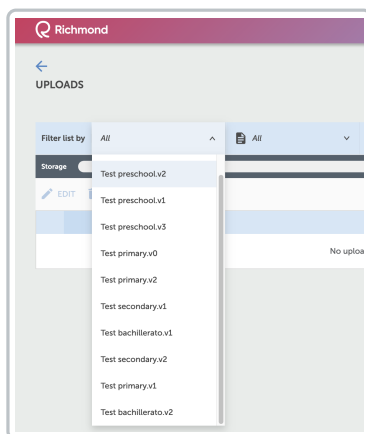 Richmond
UPLOADS
Filter list by All All
Storage
EDIT
Test preschool.v2
Test preschool.v1
Test preschool.v3
Test primary.v0
No uploa
Test primary.v2
Test secondary.v1
Test bachillerato.v1
Test secondary.v2
Test primary.v1
Test bachillerato.v2